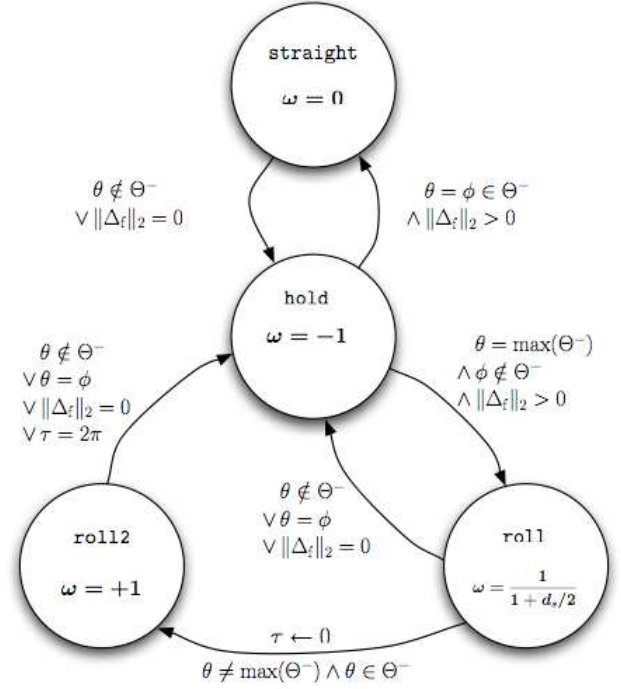 straight
ω = 0
θ ∉ Θ⁻
∨ ‖Δ_f‖₂ = 0
θ = φ ∈ Θ⁻
∧ ‖Δ_f‖₂ > 0
hold
ω = −1
θ ∉ Θ⁻
∨ θ = φ
∨ ‖Δ_f‖₂ = 0
∨ τ = 2π
θ = max(Θ⁻)
∧ φ ∉ Θ⁻
∧ ‖Δ_f‖₂ > 0
θ ∉ Θ⁻
∨ θ = φ
∨ ‖Δ_f‖₂ = 0
roll2
ω = +1
roll
ω = 1 / (1 + d_s/2)
τ ← 0
θ ≠ max(Θ⁻) ∧ θ ∈ Θ⁻